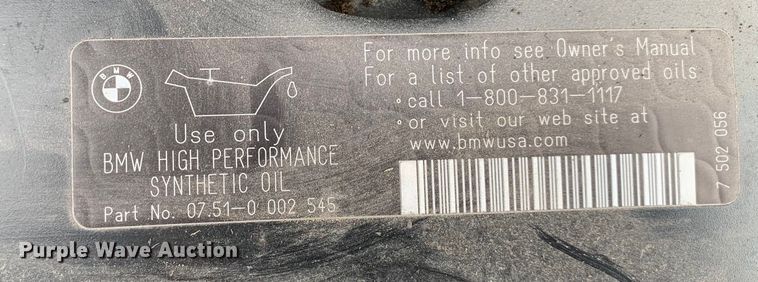 BMW
Use only
BMW HIGH PERFORMANCE
SYNTHETIC OIL
Part No. 07.51-0 002 545
For more info see Owner's Manual
For a list of other approved oils
• call 1-800-831-1117
• or visit our web site at
www.bmwusa.com
7 502 056
Purple Wave Auction